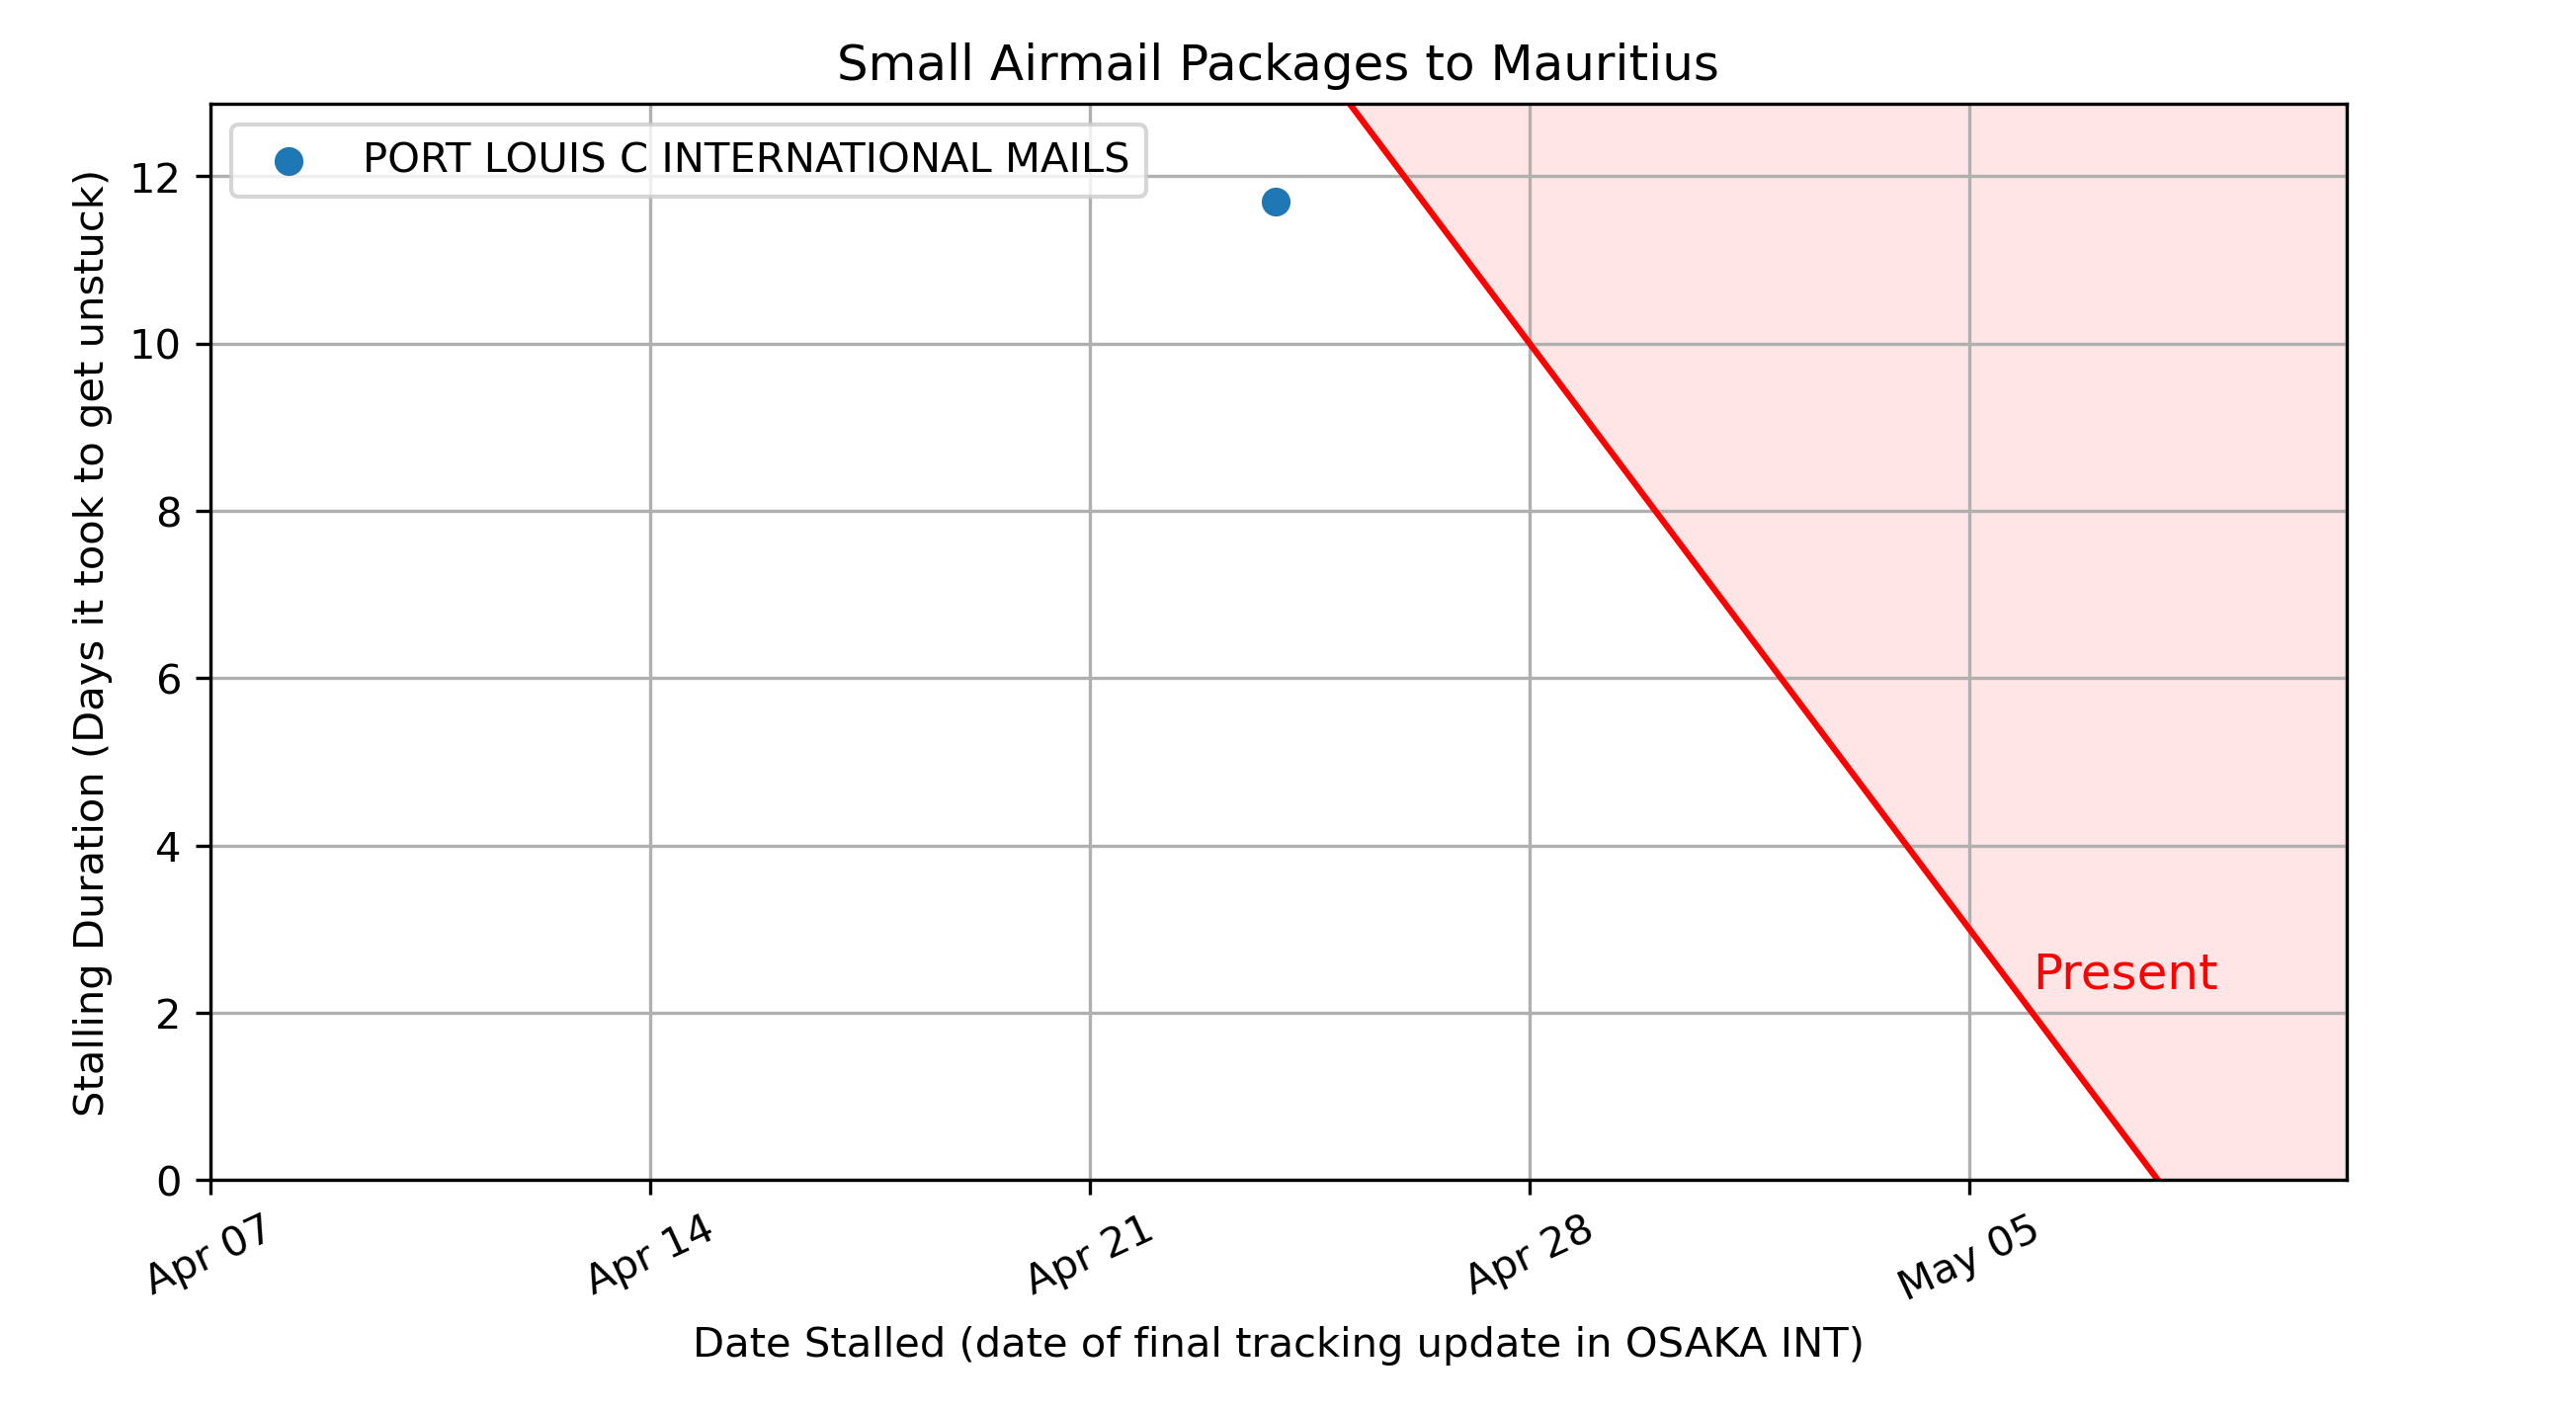 Small Airmail Packages to Mauritius
PORT LOUIS C INTERNATIONAL MAILS
Stalling Duration (Days it took to get unstuck)
12
10
8
6
4
2
0
Present
Apr 07
Apr 14
Apr 21
Apr 28
May 05
Date Stalled (date of final tracking update in OSAKA INT)